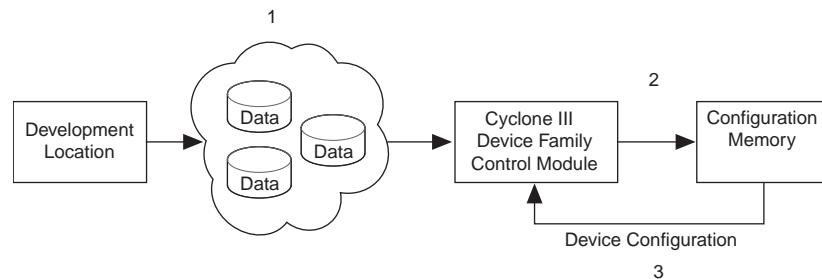 1
2
Development
Location
Data
Data
Data
Cyclone III
Device Family
Control Module
Configuration
Memory
Device Configuration
3